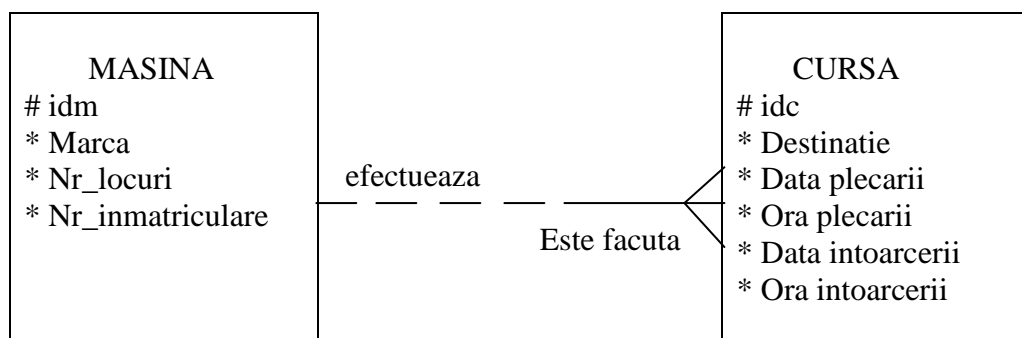 MASINA
# idm
* Marca
* Nr_locuri
* Nr_inmatriculare
efectueaza
Este facuta
CURSA
# idc
* Destinatie
* Data plecarii
* Ora plecarii
* Data intoarcerii
* Ora intoarcerii